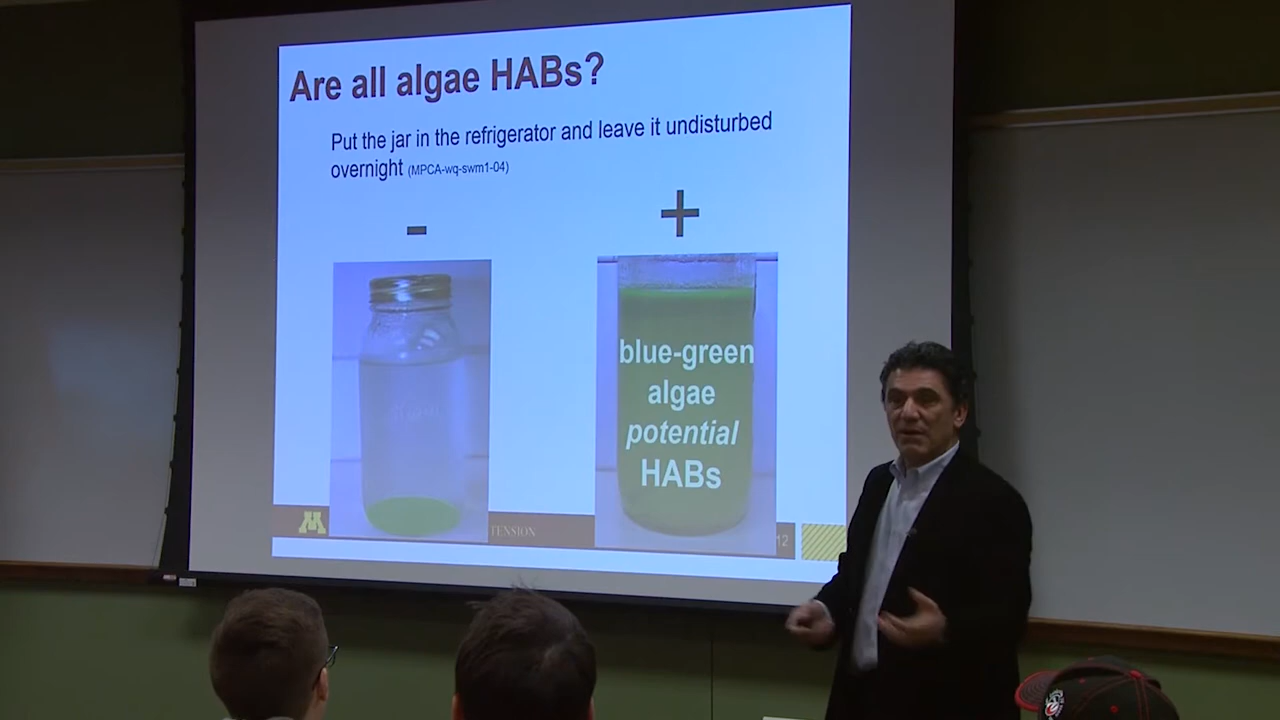 Are all algae HABs?
Put the jar in the refrigerator and leave it undisturbed
overnight (MPCA-wq-swm1-04)
- +
blue-green
algae
potential
HABs
M
TENSION
12